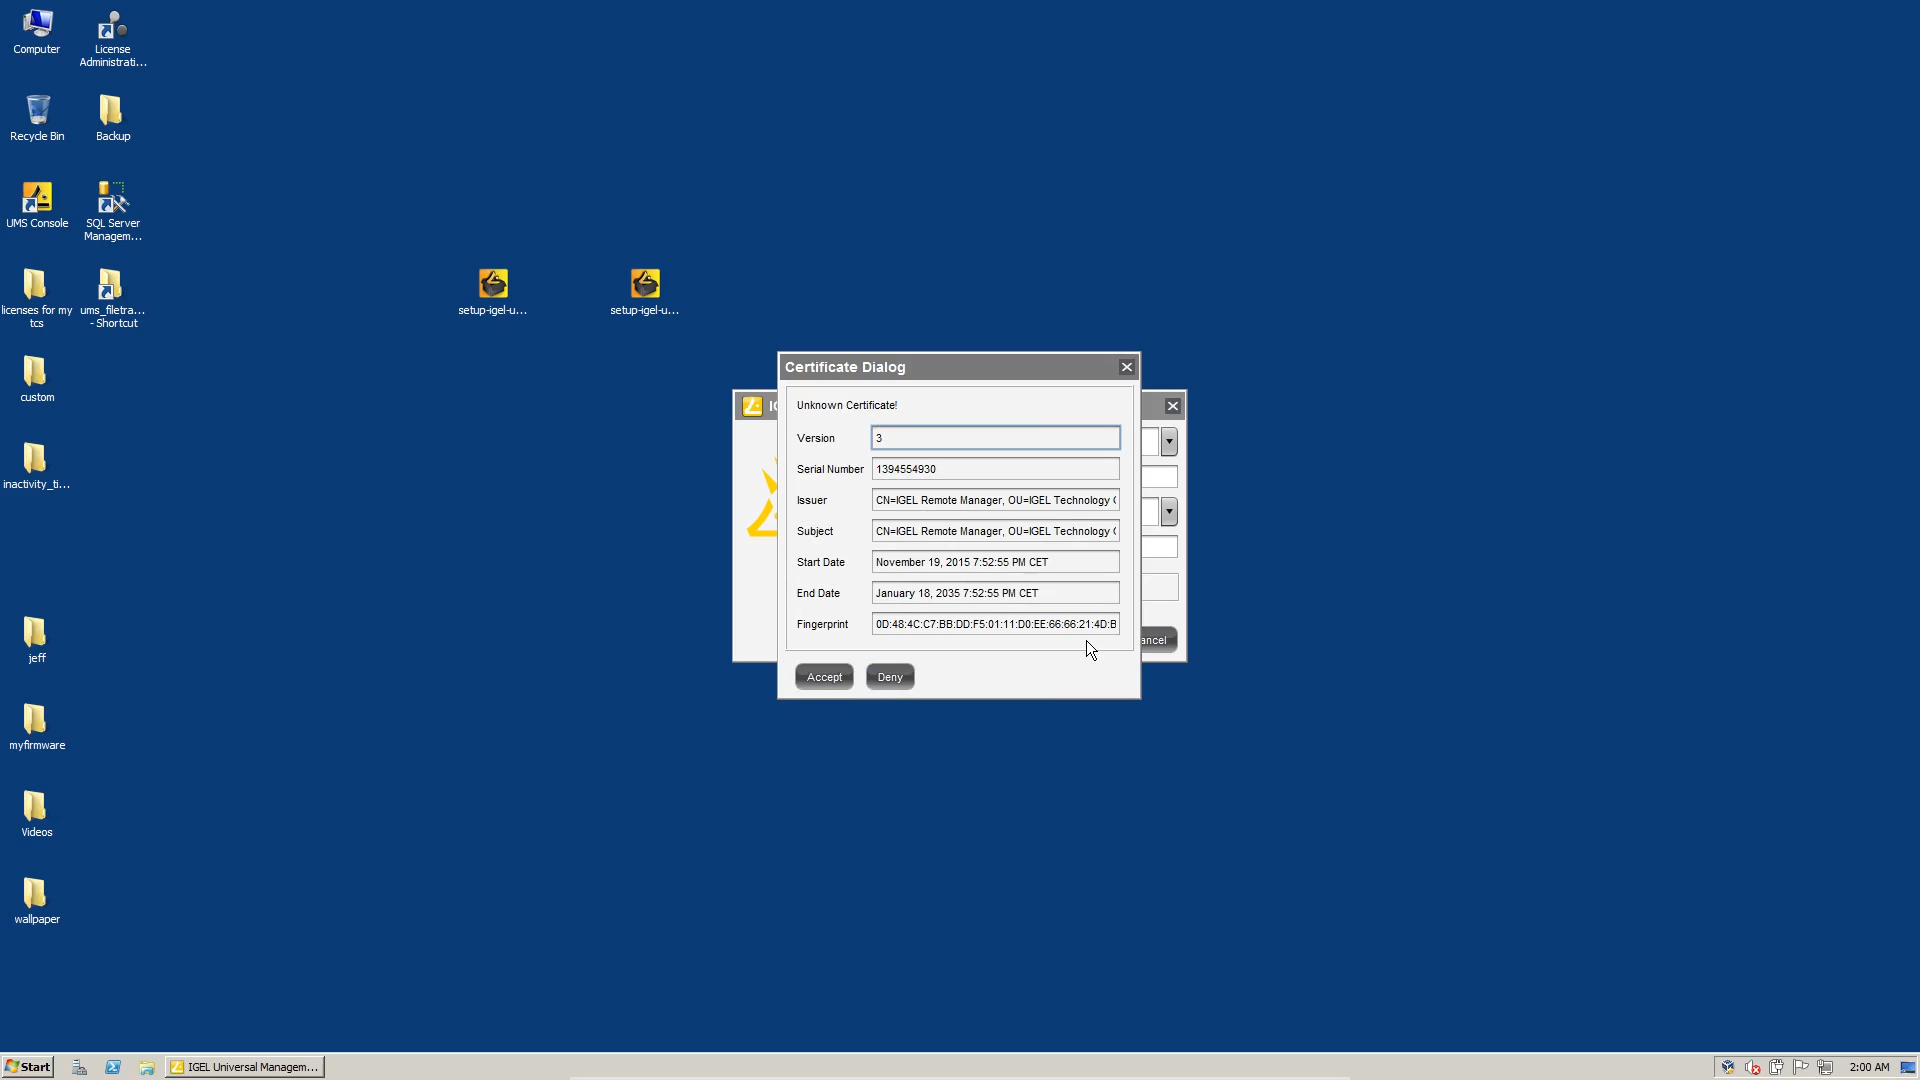 Computer
License
Administrati...
Recycle Bin
Backup
UMS Console
SQL Server
Managem...
licenses for my
tcs
ums_filetra...
- Shortcut
setup-igel-u...
setup-igel-u...
custom
inactivity_ti...
jeff
myfirmware
Videos
wallpaper
Certificate Dialog
Unknown Certificate!
Version
3
Serial Number
1394554930
Issuer
CN=IGEL Remote Manager, OU=IGEL Technology
Subject
CN=IGEL Remote Manager, OU=IGEL Technology
Start Date
November 19, 2015 7:52:55 PM CET
End Date
January 18, 2035 7:52:55 PM CET
Fingerprint
0D:48:4C:C7:BB:DD:F5:01:11:D0:EE:66:66:21:4D:B
Accept
Deny
ancel
Start
IGEL Universal Managem...
2:00 AM